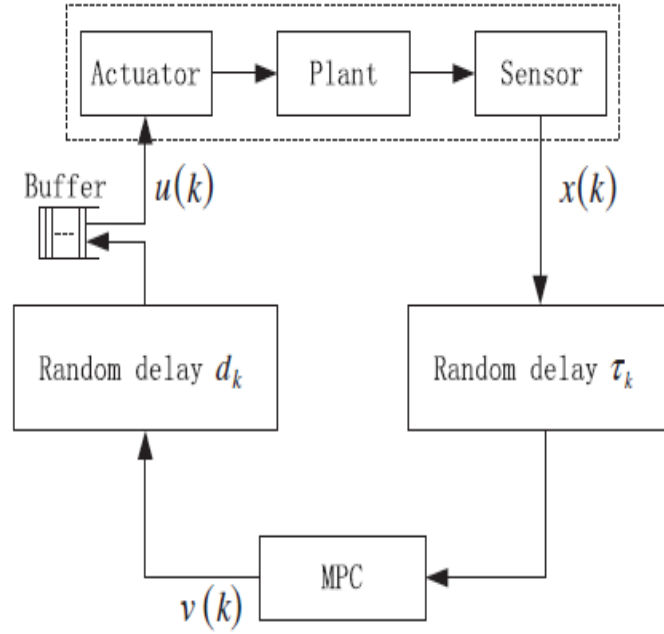 Actuator
Plant
Sensor
Buffer
u(k)
x(k)
Random delay d_k
Random delay τ_k
MPC
v(k)